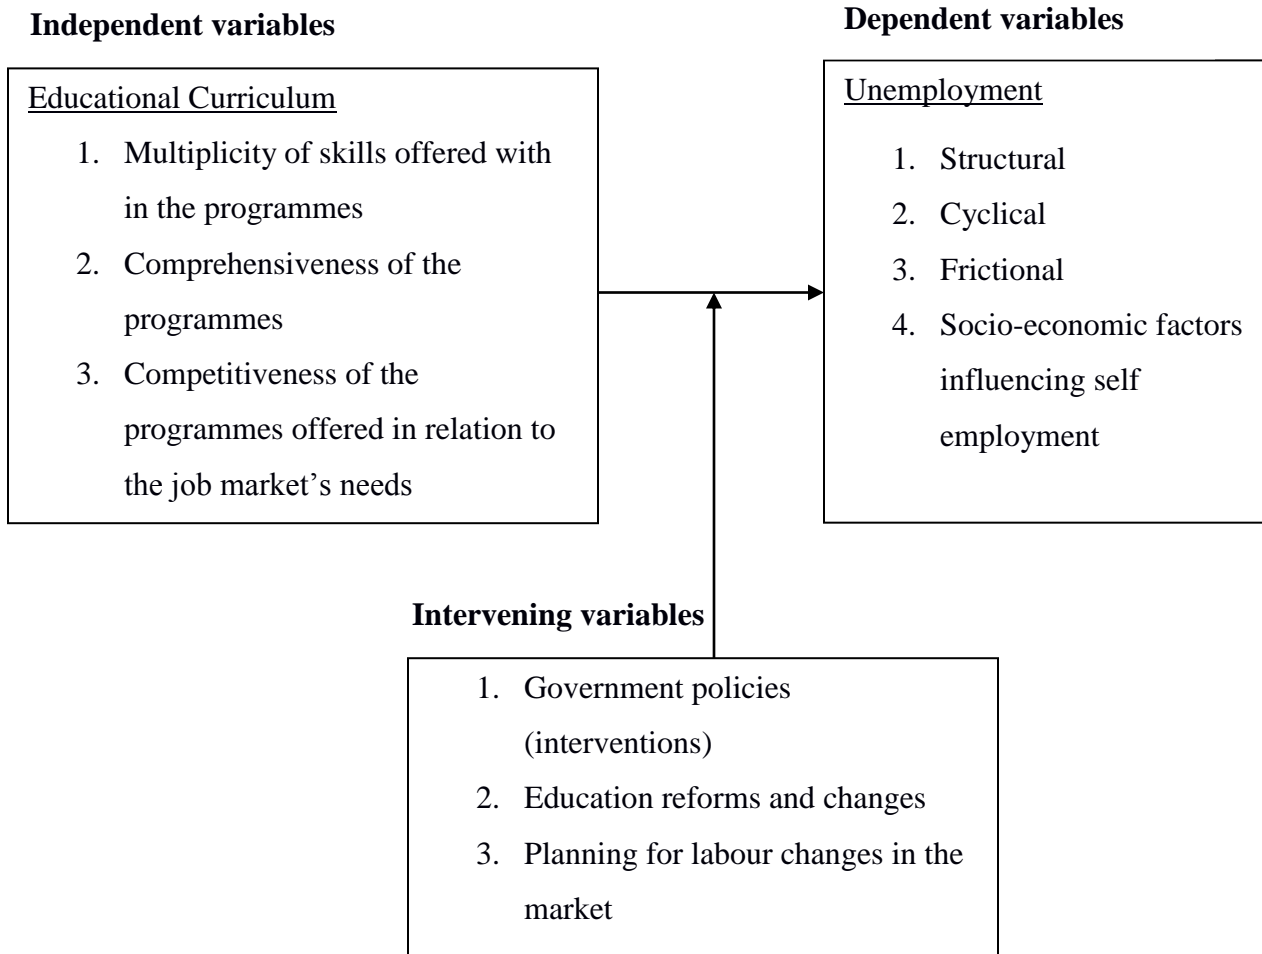 Independent variables
Educational Curriculum
1. Multiplicity of skills offered with
in the programmes
2. Comprehensiveness of the
programmes
3. Competitiveness of the
programmes offered in relation to
the job market’s needs
Dependent variables
Unemployment
1. Structural
2. Cyclical
3. Frictional
4. Socio-economic factors
influencing self
employment
Intervening variables
1. Government policies
(interventions)
2. Education reforms and changes
3. Planning for labour changes in the
market